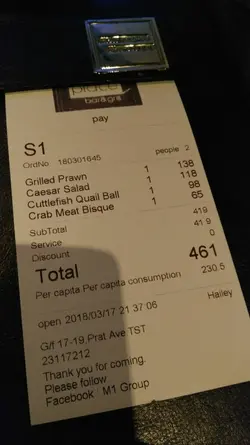 place
bar&grill
pay
S1 people 2
OrdNo 180301645
Grilled Prawn 1 138
Caesar Salad 1 118
Cuttlefish Quail Ball 1 98
Crab Meat Bisque 1 65
SubTotal 419
Service 41.9
Discount 0
Total 461
Per capita Per capita consumption 230.5
open 2018/03/17 21:37:06 Hailey
G/f 17-19,Prat Ave TST
23117212
Thank you for coming.
Please follow
Facebook : M1 Group